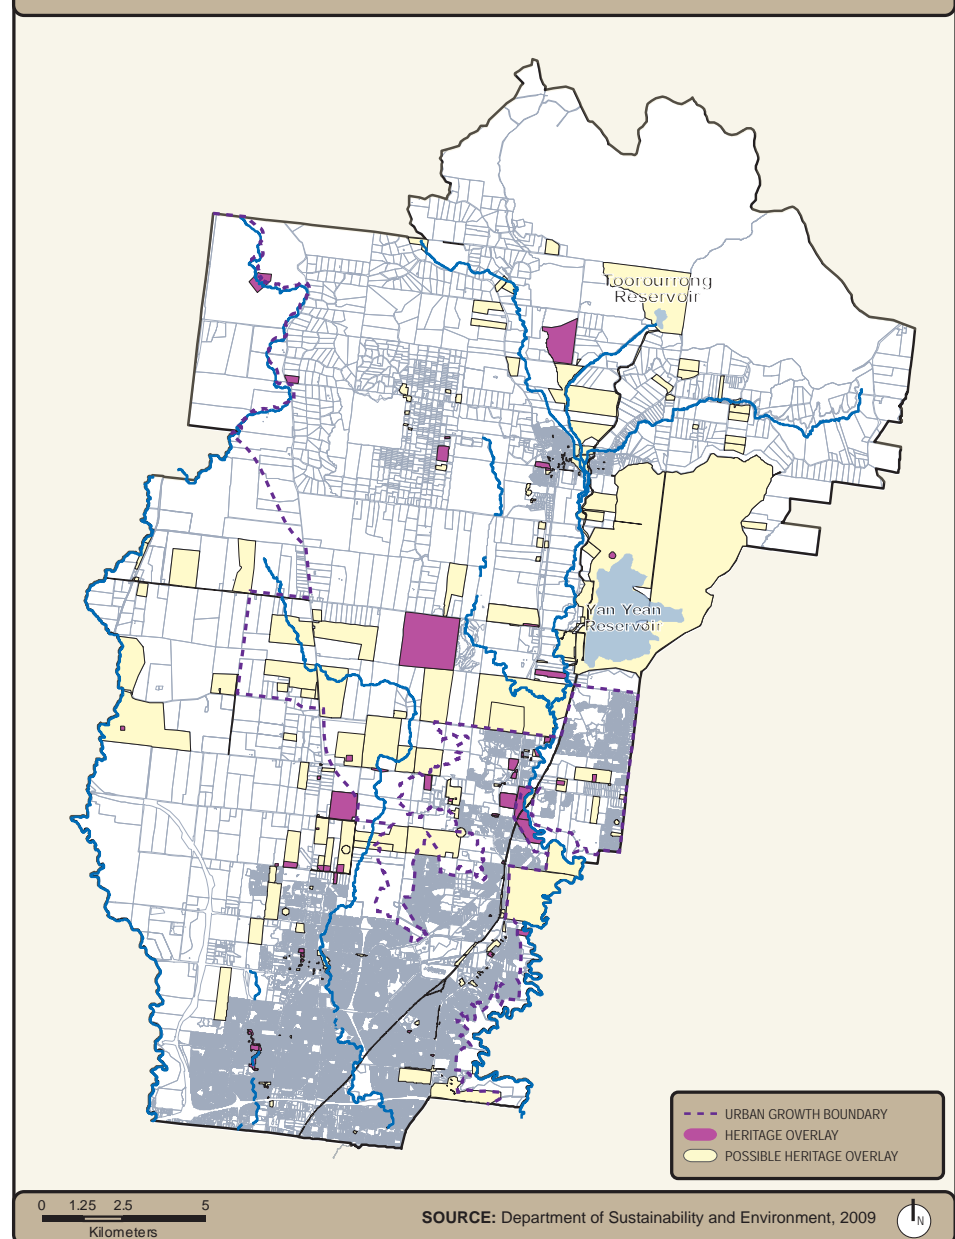 Toorourrong
Reservoir
Yan Yean
Reservoir
URBAN GROWTH BOUNDARY
HERITAGE OVERLAY
POSSIBLE HERITAGE OVERLAY
0 1.25 2.5 5
Kilometers
SOURCE: Department of Sustainability and Environment, 2009
N